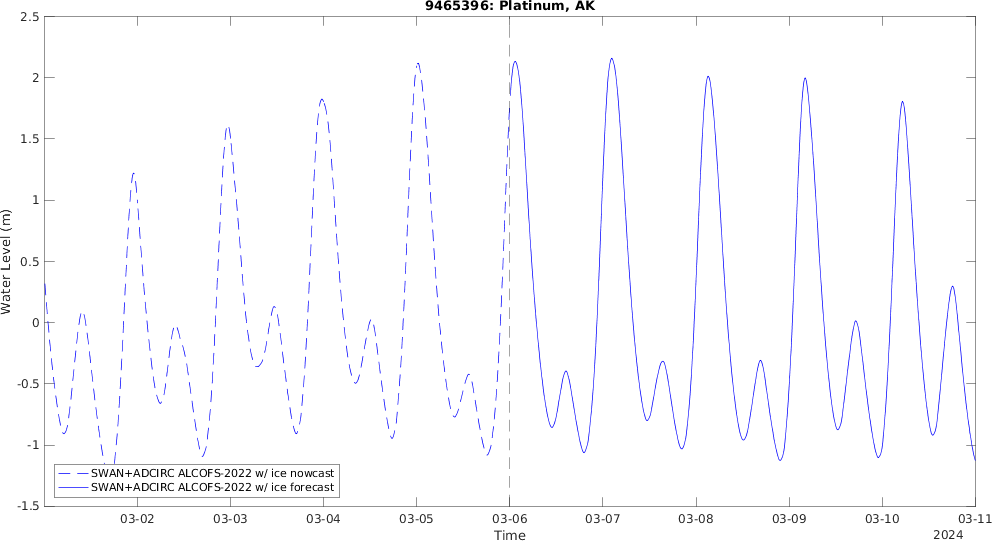 9465396: Platinum, AK
2.5
2
1.5
1
0.5
0
-0.5
-1
-1.5
Water Level (m)
SWAN+ADCIRC ALCOFS-2022 w/ ice nowcast
SWAN+ADCIRC ALCOFS-2022 w/ ice forecast
03-02 03-03 03-04 03-05 03-06 03-07 03-08 03-09 03-10 03-11
Time
2024